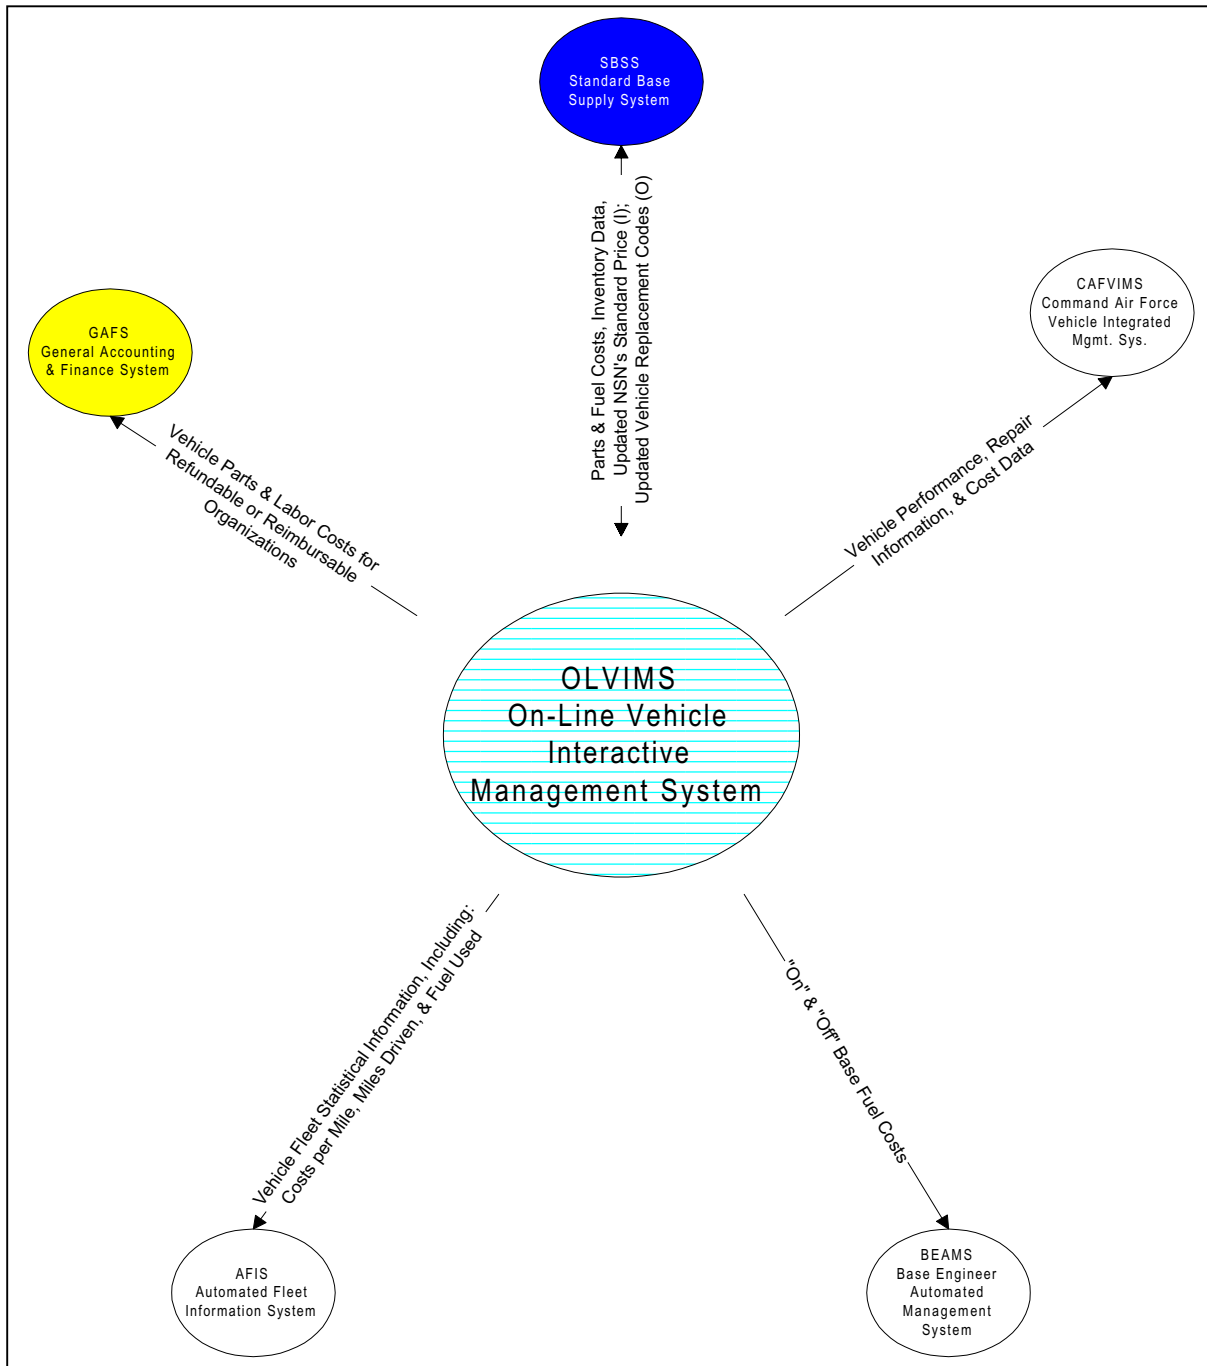 SBSS
Standard Base
Supply System
Parts & Fuel Costs, Inventory Data,
Updated NSN's Standard Price (I);
Updated Vehicle Replacement Codes (O)
CAFVIMS
Command Air Force
Vehicle Integrated
Mgmt. Sys.
GAFS
General Accounting
& Finance System
Vehicle Parts & Labor Costs for
Refundable or Reimbursable
Organizations
Vehicle Performance, Repair
Information, & Cost Data
OLVIMS
On-Line Vehicle
Interactive
Management System
Vehicle Fleet Statistical Information, Including:
Costs per Mile, Miles Driven, & Fuel Used
"On" & "Off" Base Fuel Costs
AFIS
Automated Fleet
Information System
BEAMS
Base Engineer
Automated
Management
System